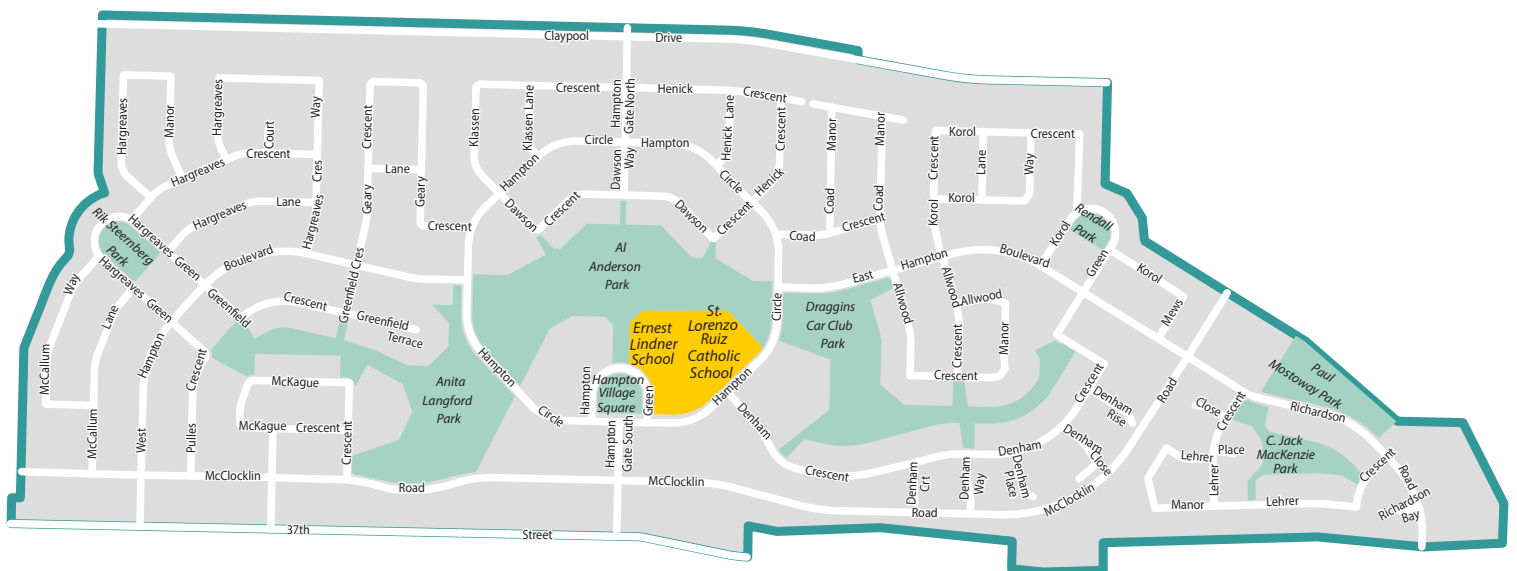 Claypool Drive
Hargreaves
Manor
Hargreaves
Court
Way
Crescent
Hargreaves
Crescent
Lane
Geary
Geary
Crescent
Cres
Hargreaves
Hargreaves
Lane
Klassen
Klassen Lane
Crescent
Hampton
Gate North
Henick
Crescent
Henick Lane
Crescent
Henick
Manor
Coad
Manor
Coad
Coad
Crescent
Korol
Crescent
Crescent
Korol
Lane
Way
Korol
Hampton
Circle
Hampton
Circle
Dawson
Way
Dawson
Crescent
Dawson
Crescent
Rik Steernberg
Park
Hargreaves
Green
Hargreaves
Green
Boulevard
Greenfield
Crescent
Greenfield Cres
Greenfield
Terrace
Al
Anderson
Park
Ernest
Lindner
School
St.
Lorenzo
Ruiz
Catholic
School
Circle
East
Hampton
Boulevard
Draggins
Car Club
Park
Allwood
Allwood
Allwood
Crescent
Manor
Crescent
Rendall
Park
Korol
Green
Korol
Mews
Way
Lane
McCallum
McCallum
Hampton
West
Crescent
Pulles
McKague
McKague
Crescent
Crescent
Anita
Langford
Park
Hampton
Circle
Hampton
Hampton
Village
Square
Green
Hampton
Hampton
Gate South
Denham
Crescent
Denham
Crt
Denham
Way
Denham
Place
Denham
Crescent
Denham
Rise
Denham
Close
Road
McClocklin
Road
McClocklin
Road
McClocklin
37th
Street
Paul
Mostoway Park
Richardson
Road
Richardson
Bay
Close
Crescent
Lehrer
Place
Lehrer
Manor
Lehrer
Crescent
C. Jack
MacKenzie
Park